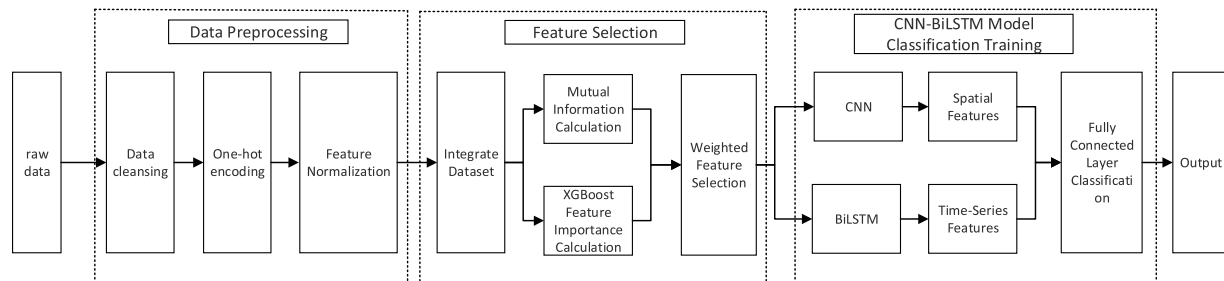 Data Preprocessing
Feature Selection
CNN-BiLSTM Model
Classification Training
raw
data
Data
cleansing
One-hot
encoding
Feature
Normalization
Integrate
Dataset
Mutual
Information
Calculation
XGBoost
Feature
Importance
Calculation
Weighted
Feature
Selection
CNN
Spatial
Features
BiLSTM
Time-Series
Features
Fully
Connected
Layer
Classificati
on
Output